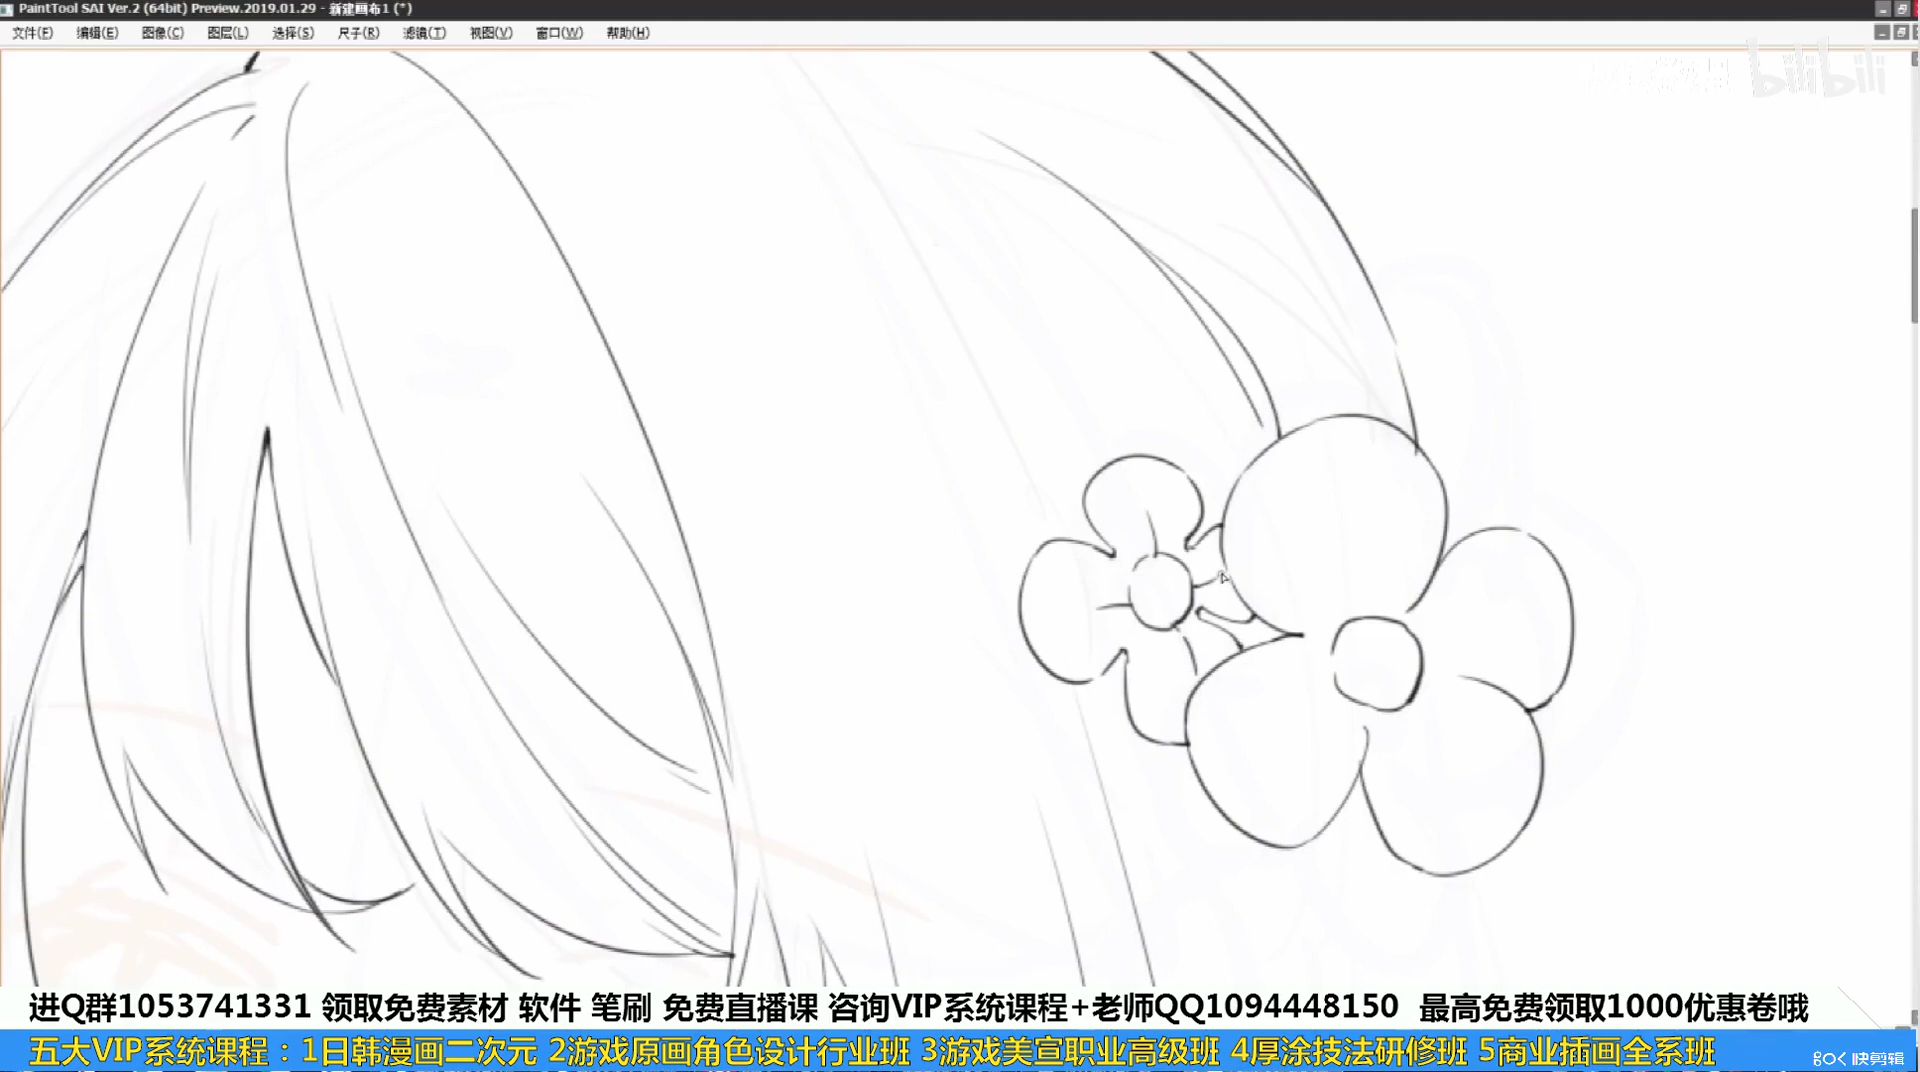 PaintTool SAI Ver.2 (64bit) Preview.2019.01.29 - 新建画布1 (*)
文件(F) 编辑(E) 图像(C) 图层(L) 选择(S) 尺子(R) 滤镜(T) 视图(V) 窗口(W) 帮助(H)
bilibili
进Q群1053741331 领取免费素材 软件 笔刷 免费直播课 咨询VIP系统课程+老师QQ1094448150 最高免费领取1000优惠卷哦
五大VIP系统课程：1日韩漫画二次元 2游戏原画角色设计行业班 3游戏美宣职业高级班 4厚涂技法研修班 5商业插画全系班
快剪辑